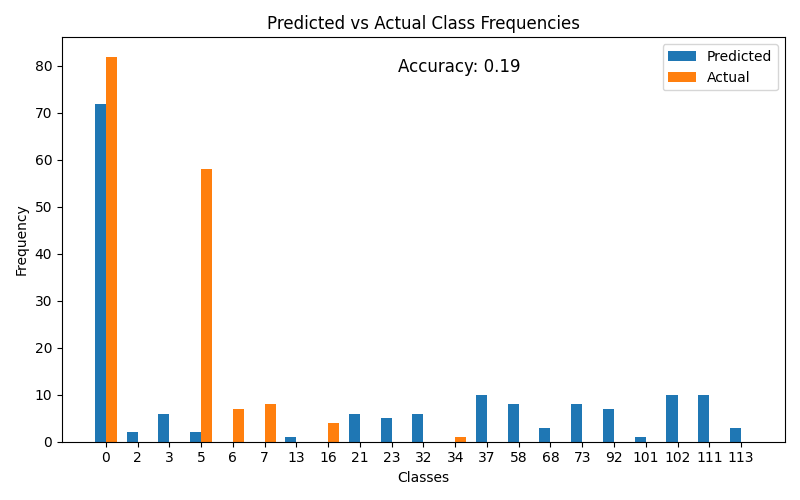 Predicted vs Actual Class Frequencies
Accuracy: 0.19
Predicted
Actual
Frequency
80
70
60
50
40
30
20
10
0
0 2 3 5 6 7 13 16 21 23 32 34 37 58 68 73 92 101 102 111 113
Classes